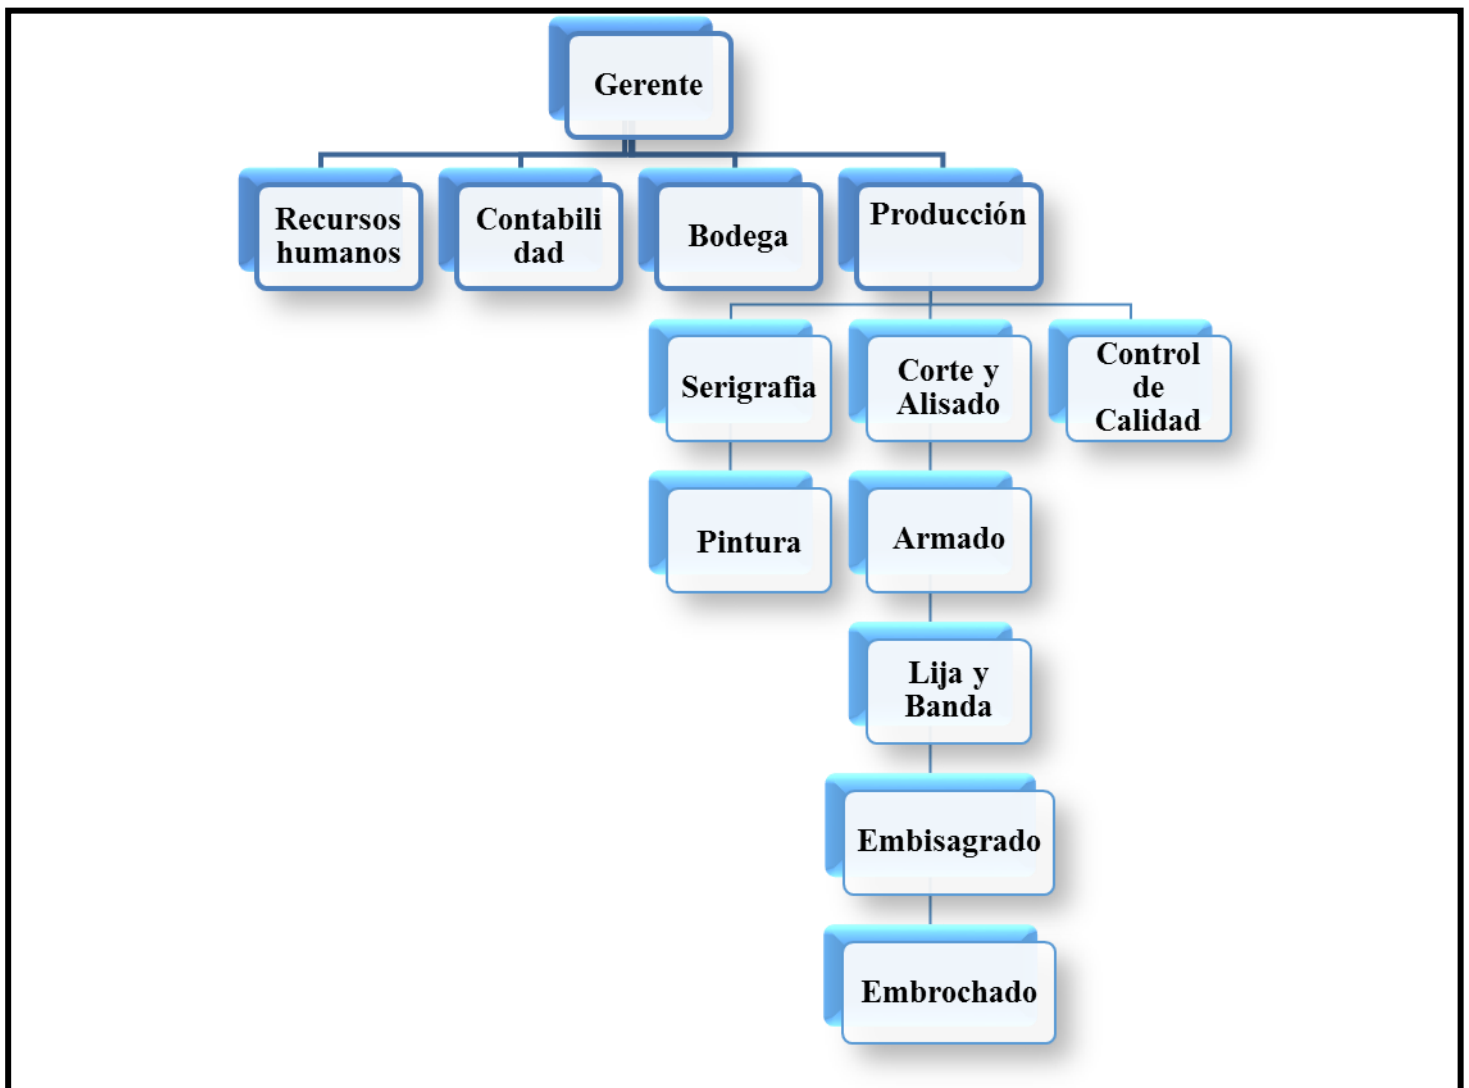 Gerente
Recursos
humanos
Contabili
dad
Bodega
Producción
Serigrafia
Corte y
Alisado
Control
de
Calidad
Pintura
Armado
Lija y
Banda
Embisagrado
Embrochado